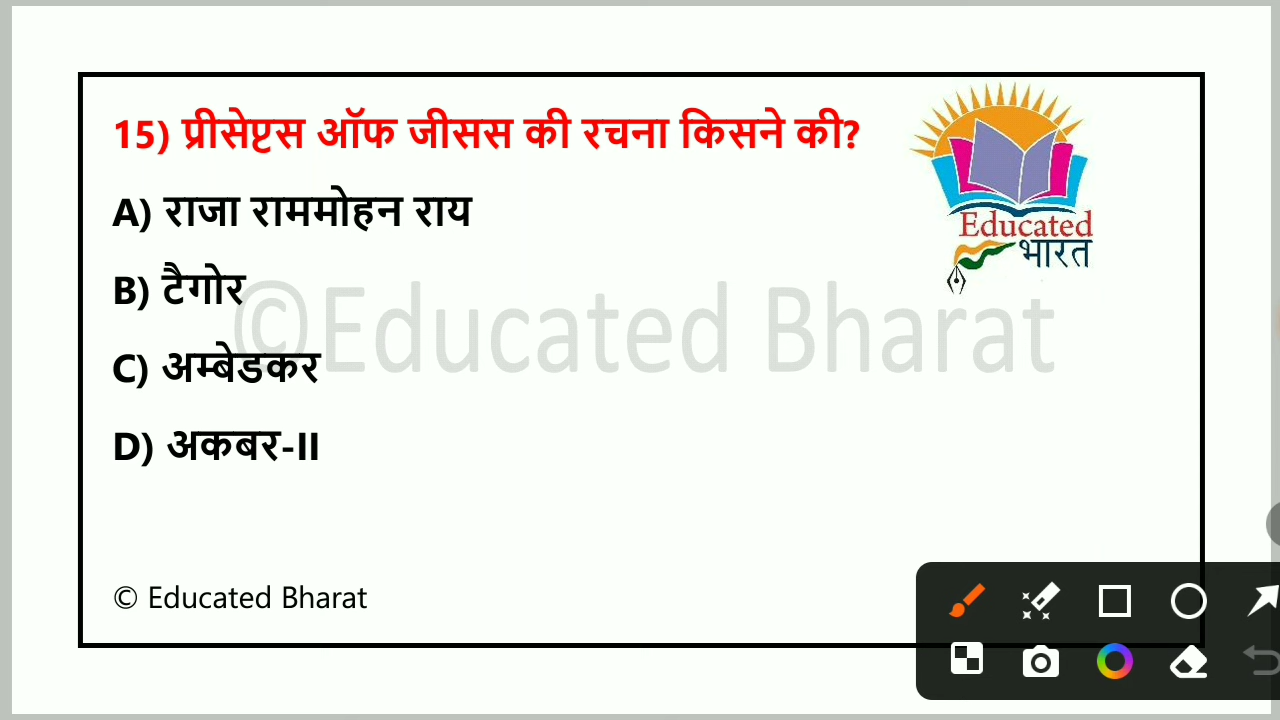 15) प्रीसेप्टस ऑफ जीसस की रचना किसने की?
A) राजा राममोहन राय
B) टैगोर
C) अम्बेडकर
D) अकबर-II
Educated
भारत
©Educated Bharat
© Educated Bharat